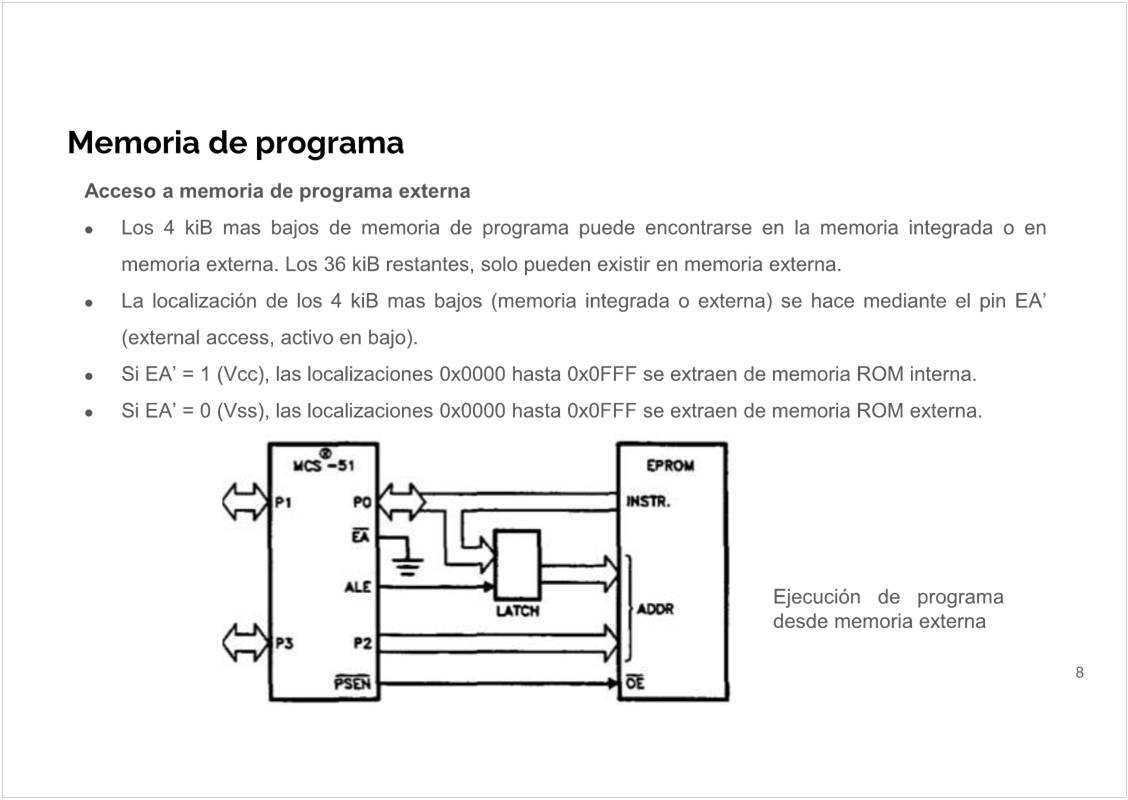 Memoria de programa
Acceso a memoria de programa externa
● Los 4 kiB mas bajos de memoria de programa puede encontrarse en la memoria integrada o en
memoria externa. Los 36 kiB restantes, solo pueden existir en memoria externa.
● La localización de los 4 kiB mas bajos (memoria integrada o externa) se hace mediante el pin EA’
(external access, activo en bajo).
● Si EA’ = 1 (Vcc), las localizaciones 0x0000 hasta 0x0FFF se extraen de memoria ROM interna.
● Si EA’ = 0 (Vss), las localizaciones 0x0000 hasta 0x0FFF se extraen de memoria ROM externa.
MCS®-51
P1
P0
EA
ALE
P3
P2
PSEN
LATCH
EPROM
INSTR.
ADDR
OE
Ejecución de programa
desde memoria externa
8